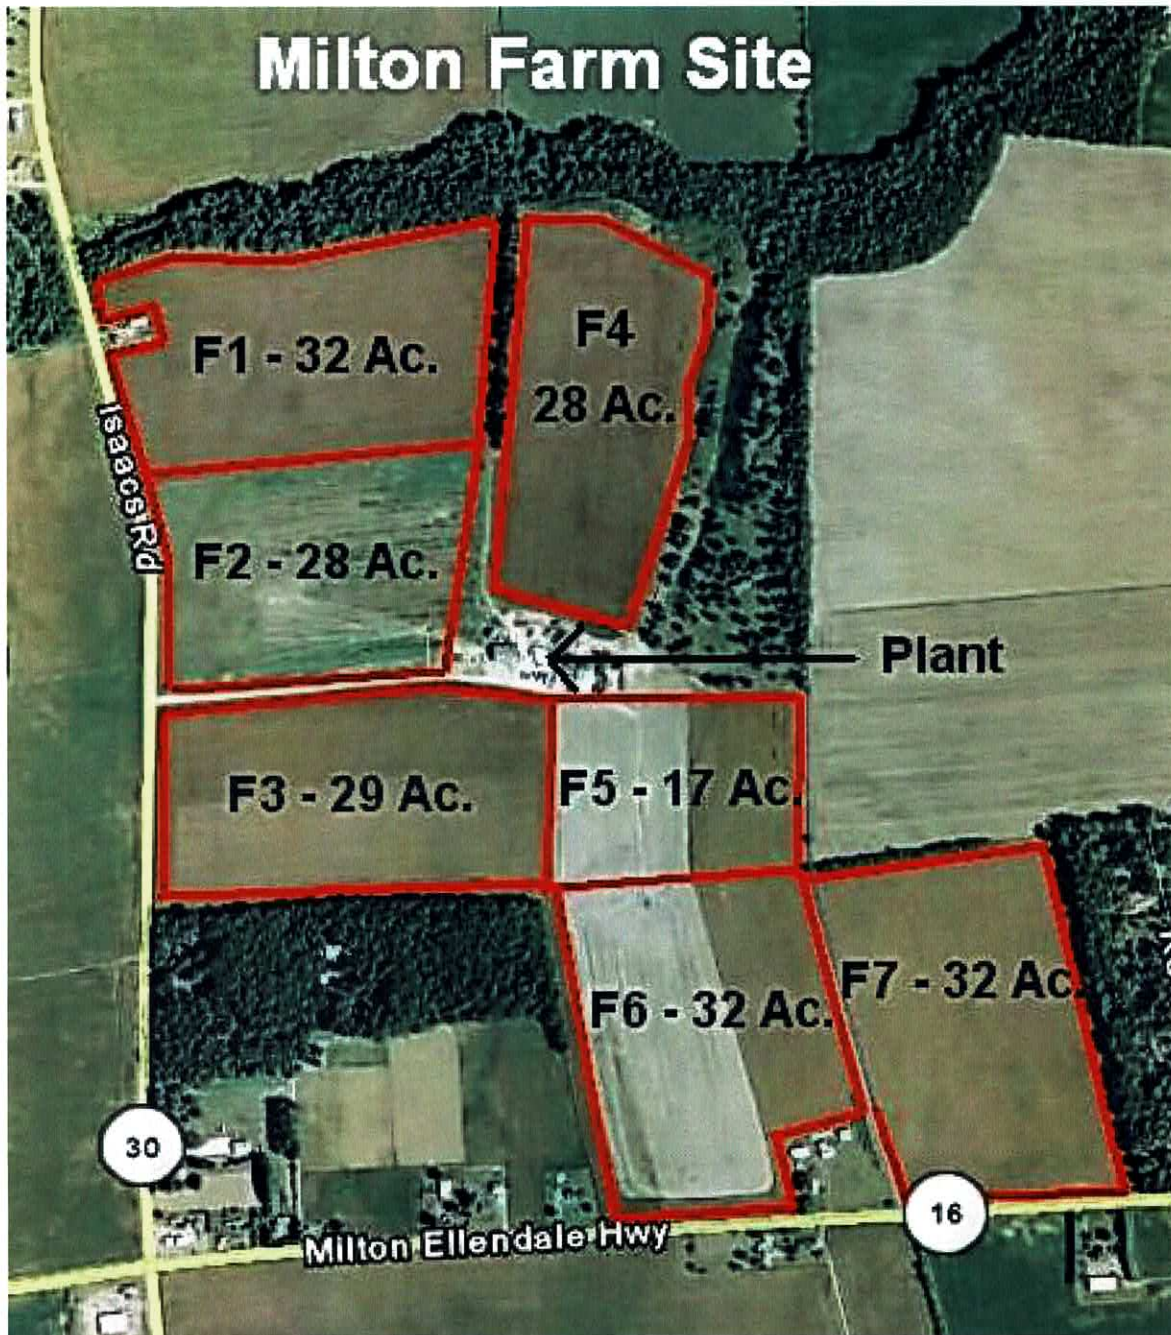 Milton Farm Site
F1 - 32 Ac.
F4
28 Ac.
Isaacs Rd
F2 - 28 Ac.
Plant
F3 - 29 Ac.
F5 - 17 Ac.
F7 - 32 Ac.
F6 - 32 Ac.
30
16
Milton Ellendale Hwy